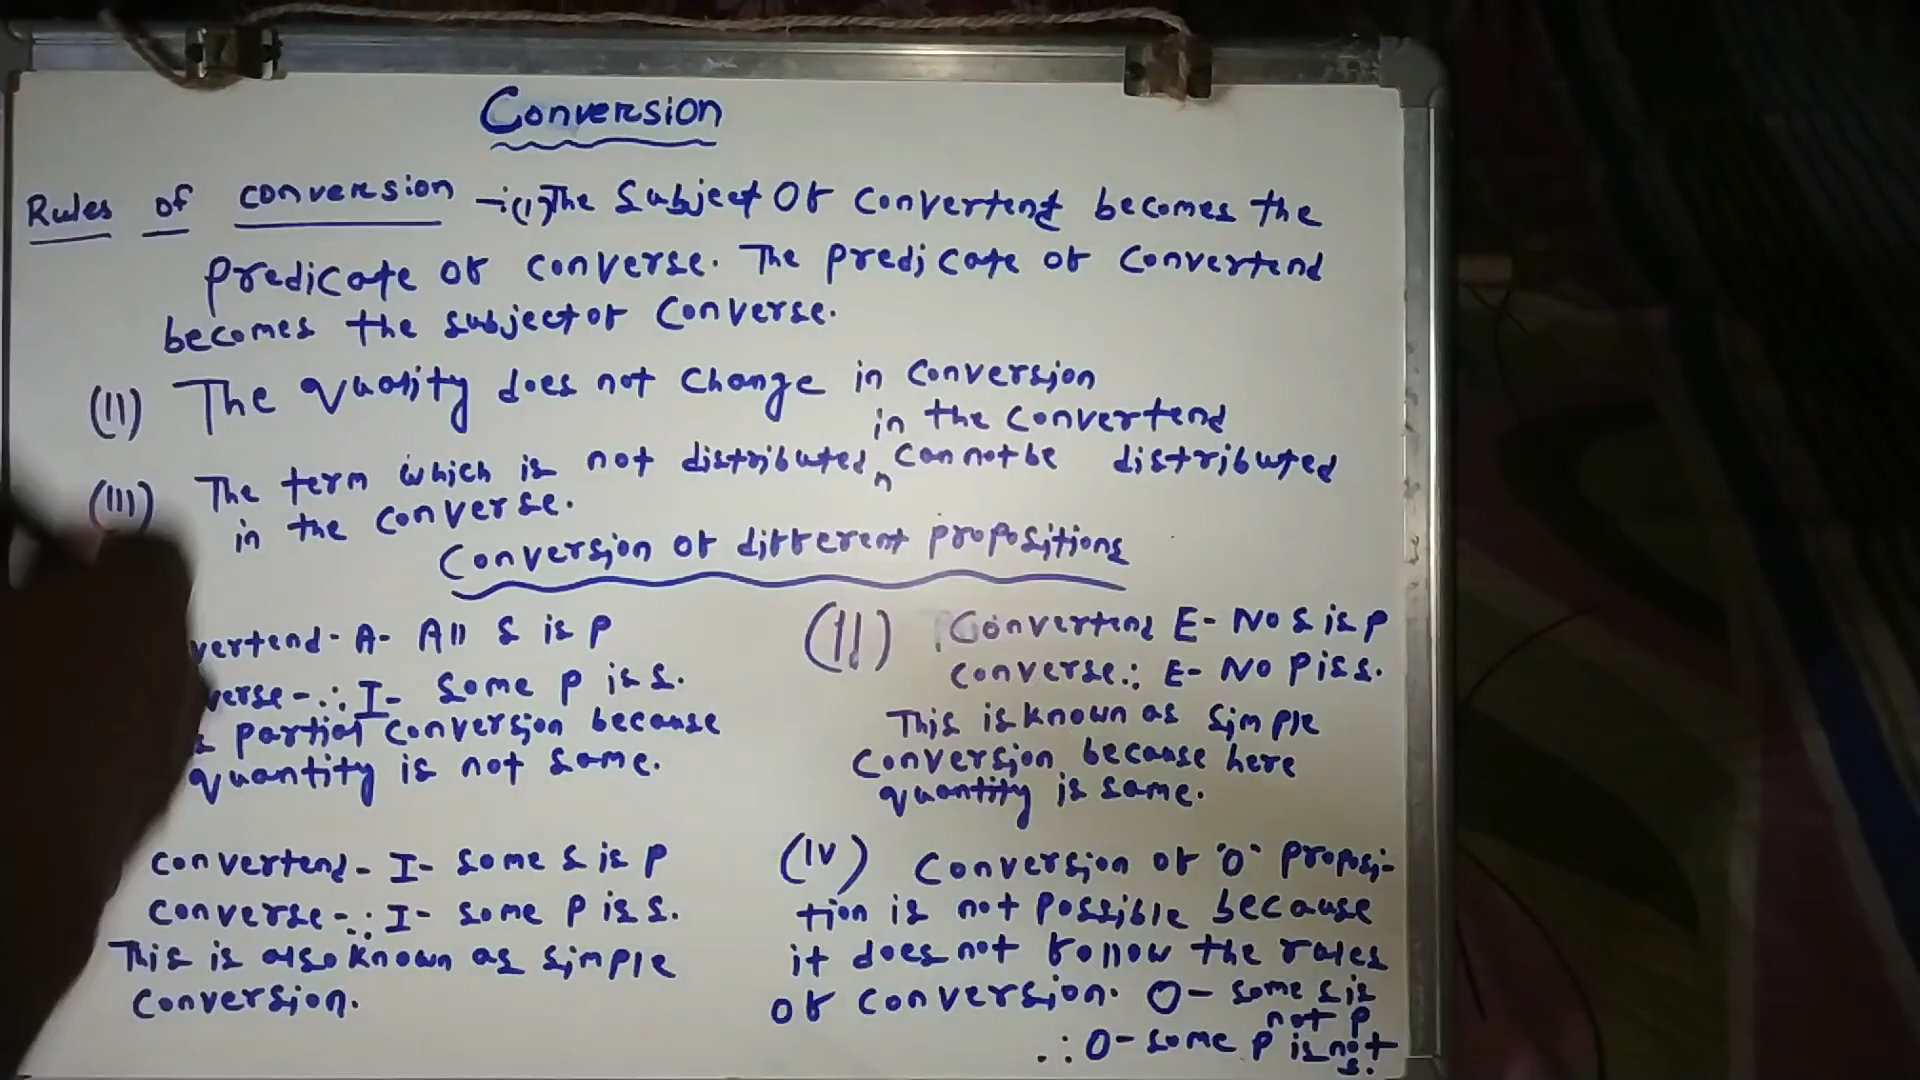 Conversion
Rules of conversion -:(i) The Subject Of Convertend becomes the
predicate of converse. The predicate of Convertend
becomes the subject of Converse.
(II) The quality does not change in conversion
in the convertend
(III) The term which is not distributed ^ cannot be distributed
in the converse.
Conversion of different propositions
vertend - A - All S is P
verse - ∴ I - Some P is S.
partial conversion because
quantity is not same.
(II) Convertend E - No S is P
converse ∴ E - No P is S.
This is known as simple
conversion because here
quantity is same.
convertend - I - some S is P
converse - ∴ I - some P is S.
This is also known as simple
conversion.
(IV) Conversion of "O" proposi-
tion is not possible because
it does not follow the rules
of conversion. O - some S is
not P
∴ O - some P is not
S.